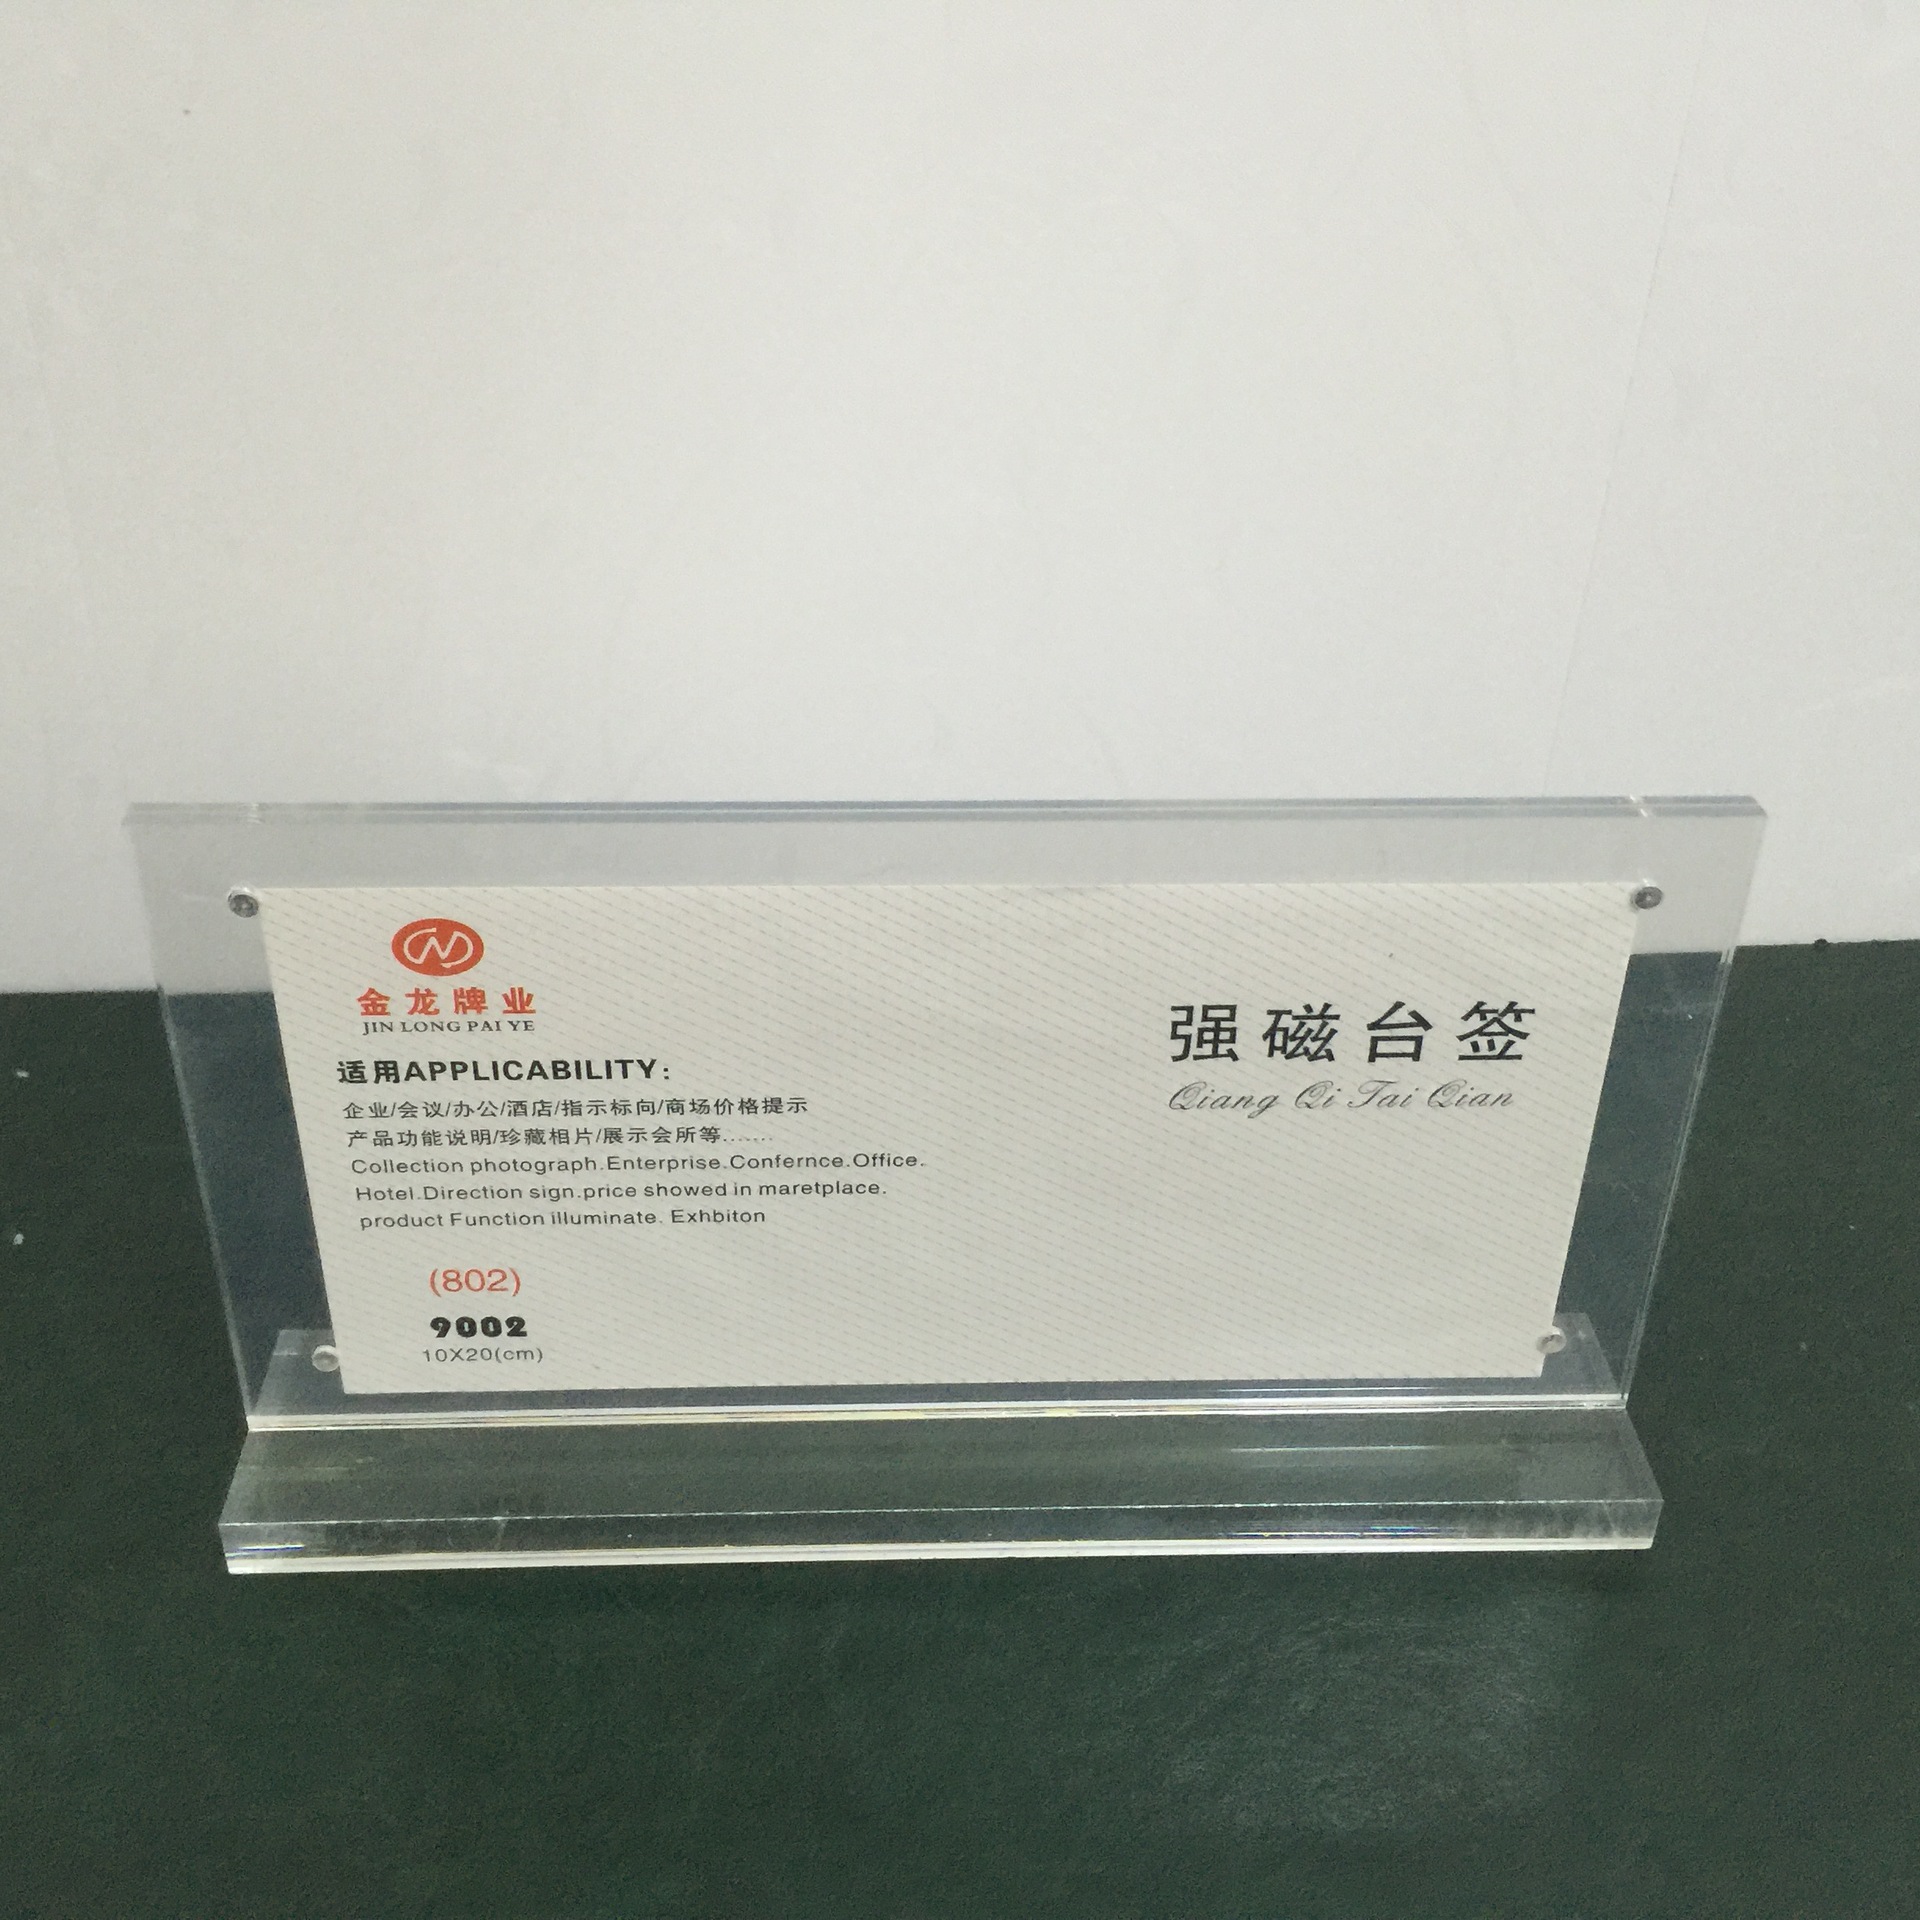 金龙牌业
JIN LONG PAI YE
适用APPLICABILITY:
企业/会议/办公/酒店/指示标向/商场价格提示
产品功能说明/珍藏相片/展示会所等.......
Collection photograph.Enterprise.Confernce.Office.
Hotel.Direction sign.price showed in maretplace.
product Function illuminate. Exhbiton
(802)
9002
10X20(cm)
强磁台签
Qiang Qi Tai Qian